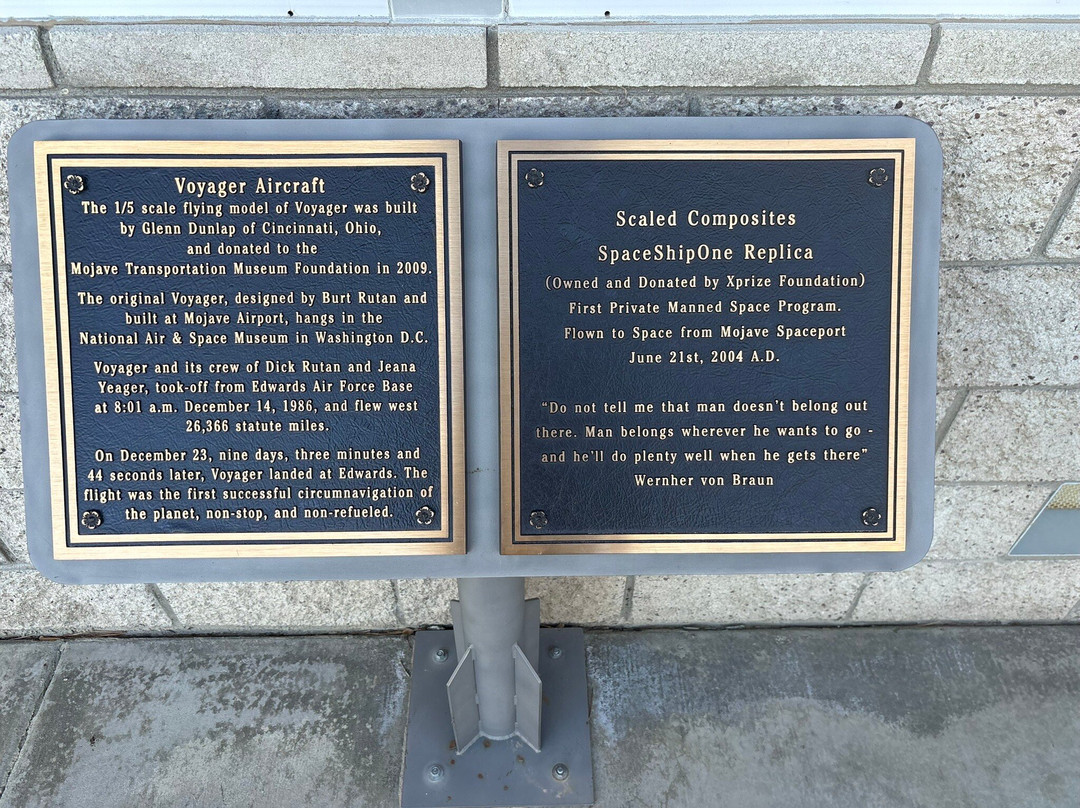 Voyager Aircraft
The 1/5 scale flying model of Voyager was built
by Glenn Dunlap of Cincinnati, Ohio,
and donated to the
Mojave Transportation Museum Foundation in 2009.
The original Voyager, designed by Burt Rutan and
built at Mojave Airport, hangs in the
National Air & Space Museum in Washington D.C.
Voyager and its crew of Dick Rutan and Jeana
Yeager, took-off from Edwards Air Force Base
at 8:01 a.m. December 14, 1986, and flew west
26,366 statute miles.
On December 23, nine days, three minutes and
44 seconds later, Voyager landed at Edwards. The
flight was the first successful circumnavigation of
the planet, non-stop, and non-refueled.
Scaled Composites
SpaceShipOne Replica
(Owned and Donated by Xprize Foundation)
First Private Manned Space Program.
Flown to Space from Mojave Spaceport
June 21st, 2004 A.D.
“Do not tell me that man doesn’t belong out
there. Man belongs wherever he wants to go -
and he’ll do plenty well when he gets there”
Wernher von Braun